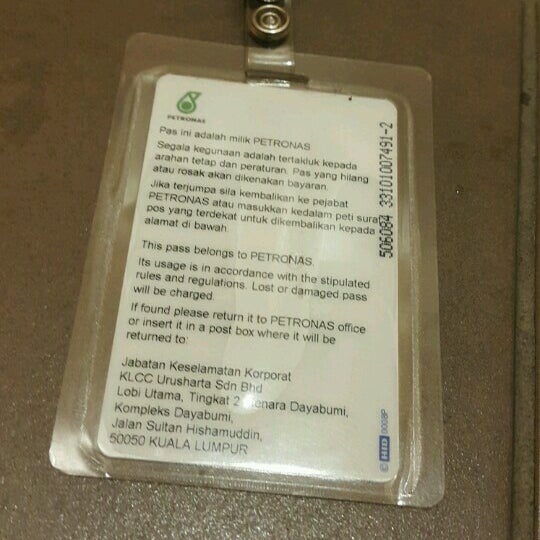 PETRONAS
Pas ini adalah milik PETRONAS
Segala kegunaan adalah tertakluk kepada
arahan tetap dan peraturan. Pas yang hilang
atau rosak akan dikenakan bayaran.
Jika terjumpa sila kembalikan ke pejabat
PETRONAS atau masukkan kedalam peti sura
pos yang terdekat untuk dikembalikan kepada
alamat di bawah.
This pass belongs to PETRONAS.
Its usage is in accordance with the stipulated
rules and regulations. Lost or damaged pass
will be charged.
If found please return it to PETRONAS office
or insert it in a post box where it will be
returned to:
Jabatan Keselamatan Korporat
KLCC Urusharta Sdn Bhd
Lobi Utama, Tingkat 2 Menara Dayabumi,
Kompleks Dayabumi,
Jalan Sultan Hishamuddin,
50050 KUALA LUMPUR
506084 33101007491-2
© HID 0008P